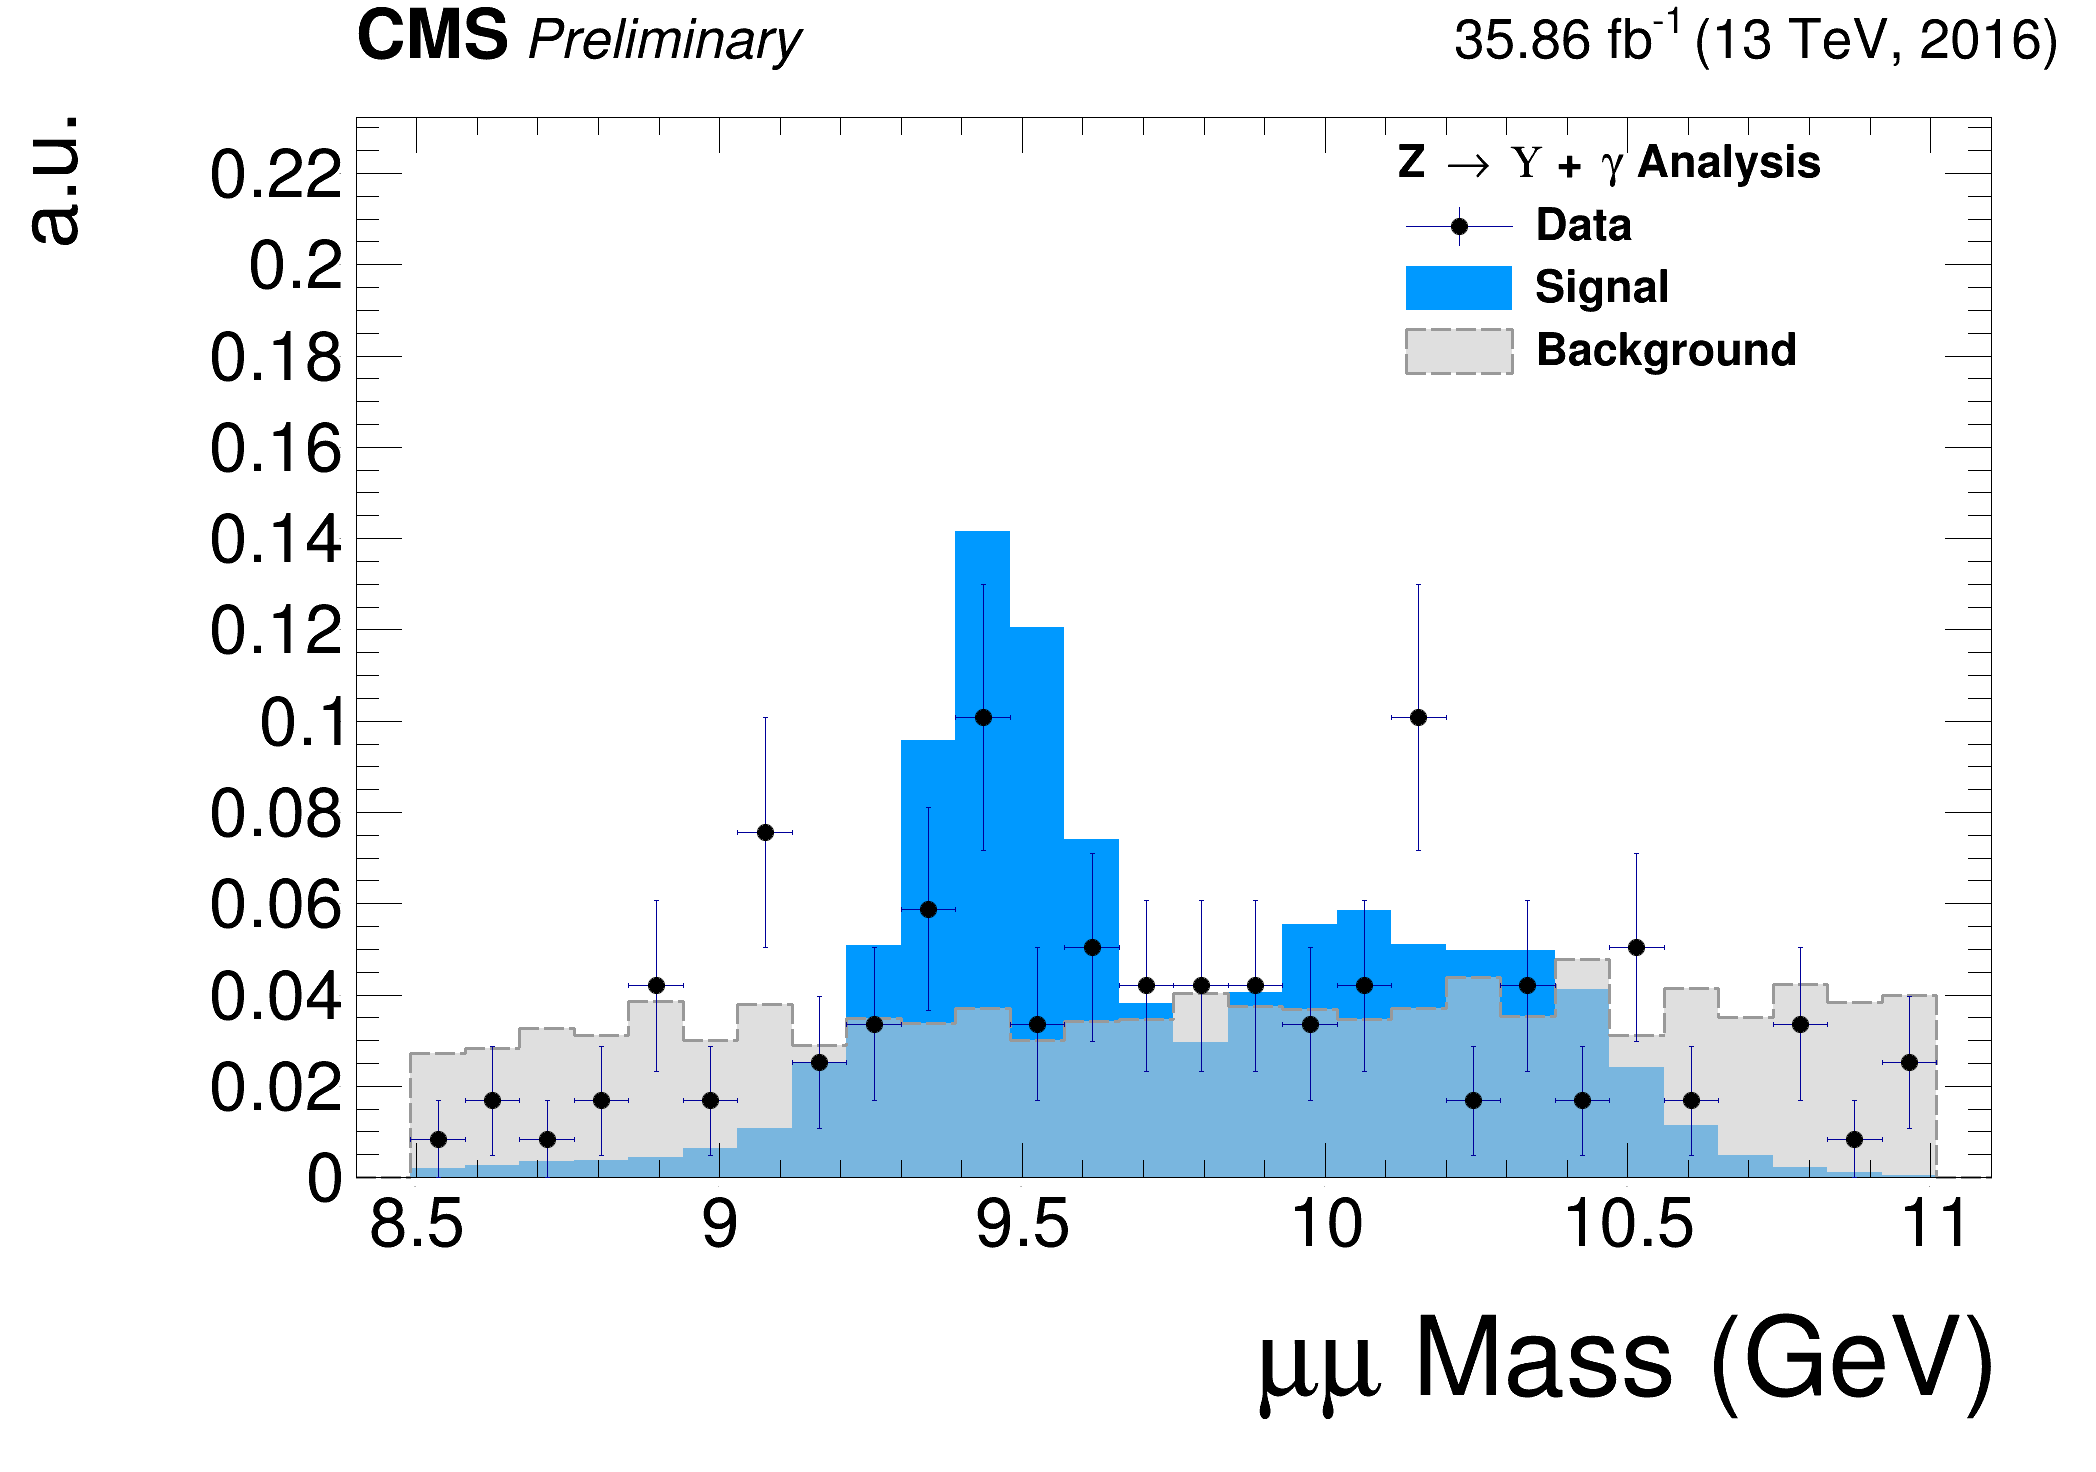 CMS Preliminary 35.86 fb⁻¹ (13 TeV, 2016)
a.u.
Z → ϒ + γ Analysis
Data
Signal
Background
0.22
0.2
0.18
0.16
0.14
0.12
0.1
0.08
0.06
0.04
0.02
0
8.5 9 9.5 10 10.5 11
μμ Mass (GeV)